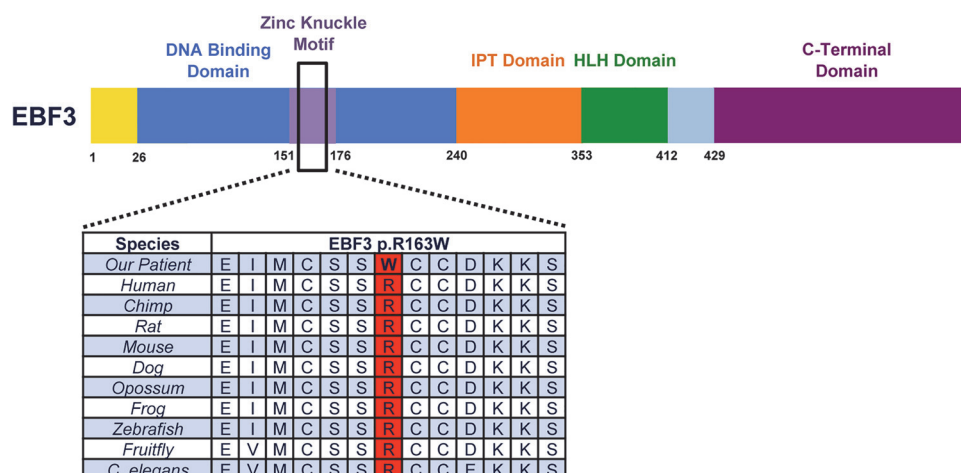 Zinc Knuckle
Motif
DNA Binding
Domain
IPT Domain HLH Domain
C-Terminal
Domain
EBF3
1 26 151 176 240 353 412 429
Species EBF3 p.R163W
Our Patient E I M C S S W C C D K K S
Human E I M C S S R C C D K K S
Chimp E I M C S S R C C D K K S
Rat E I M C S S R C C D K K S
Mouse E I M C S S R C C D K K S
Dog E I M C S S R C C D K K S
Opossum E I M C S S R C C D K K S
Frog E I M C S S R C C D K K S
Zebrafish E I M C S S R C C D K K S
Fruitfly E V M C S S R C C D K K S
C. elegans E V M C S S R C C E K K S